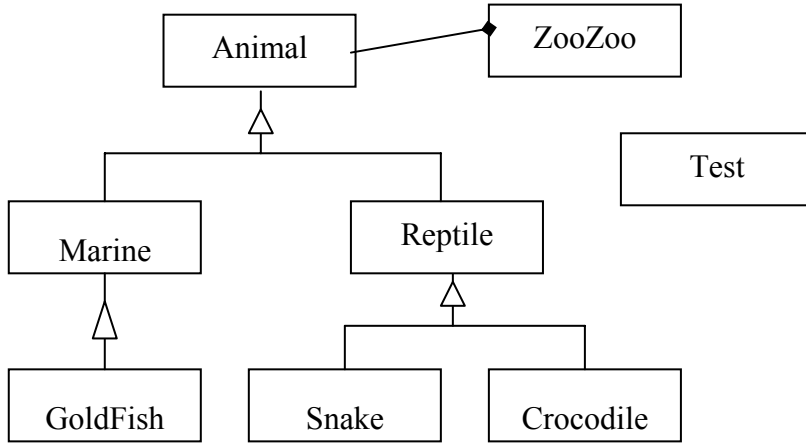 Animal
ZooZoo
Test
Marine
Reptile
GoldFish
Snake
Crocodile